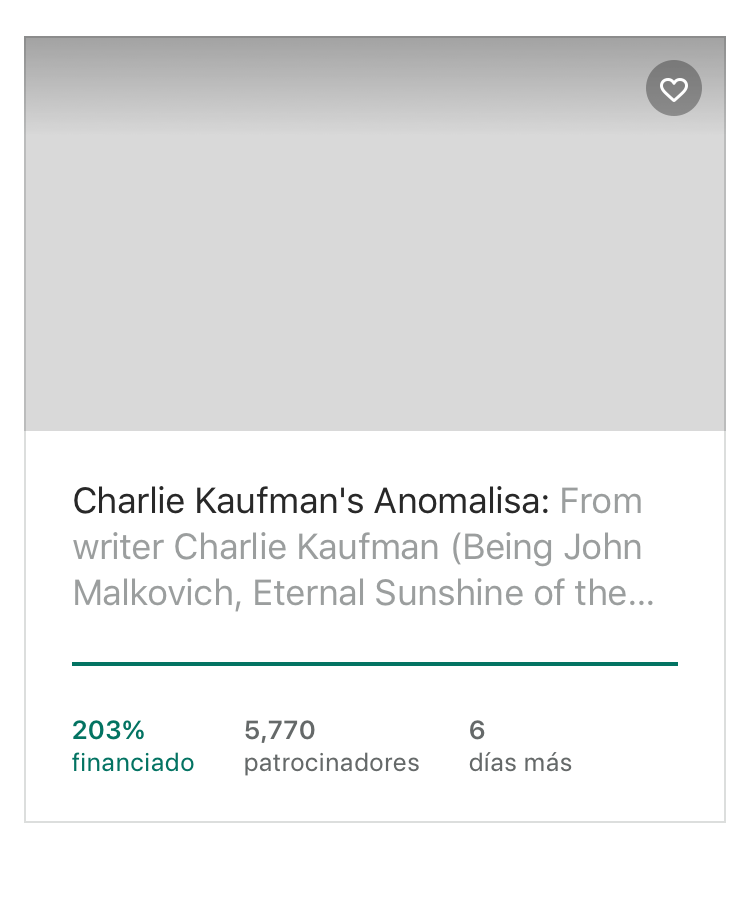 Charlie Kaufman's Anomalisa: From
writer Charlie Kaufman (Being John
Malkovich, Eternal Sunshine of the...
203%
financiado
5,770
patrocinadores
6
días más